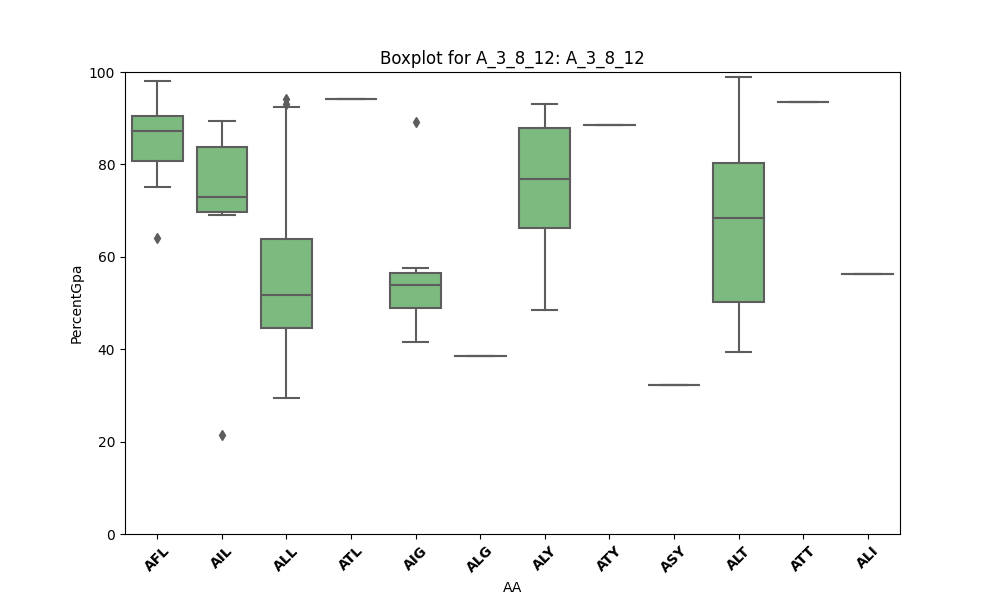 Boxplot for A_3_8_12: A_3_8_12
PercentGpa
100
80
60
40
20
0
AFL AIL ALL ATL AIG ALG ALY ATY ASY ALT ATT ALI
AA